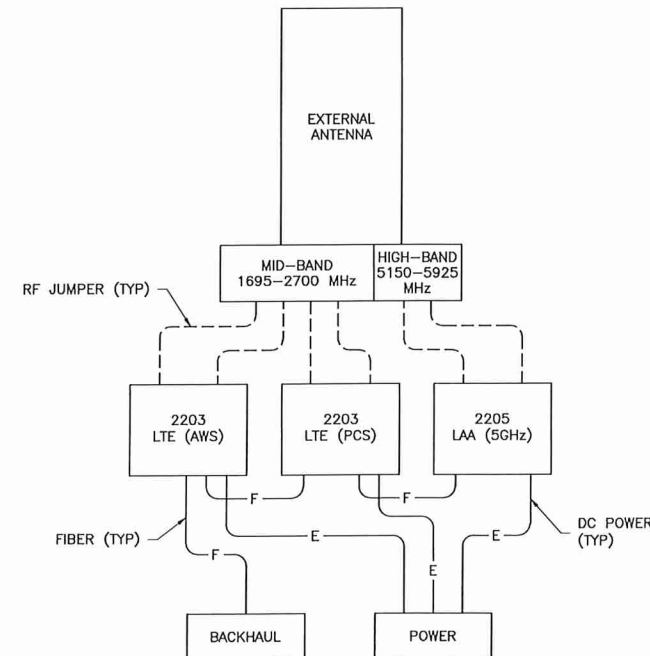 EXTERNAL
ANTENNA
MID-BAND
1695-2700 MHz
HIGH-BAND
5150-5925
MHz
RF JUMPER (TYP)
2203
LTE (AWS)
2203
LTE (PCS)
2205
LAA (5GHz)
F
F
FIBER (TYP)
F
E
E
E
DC POWER
(TYP)
BACKHAUL
POWER